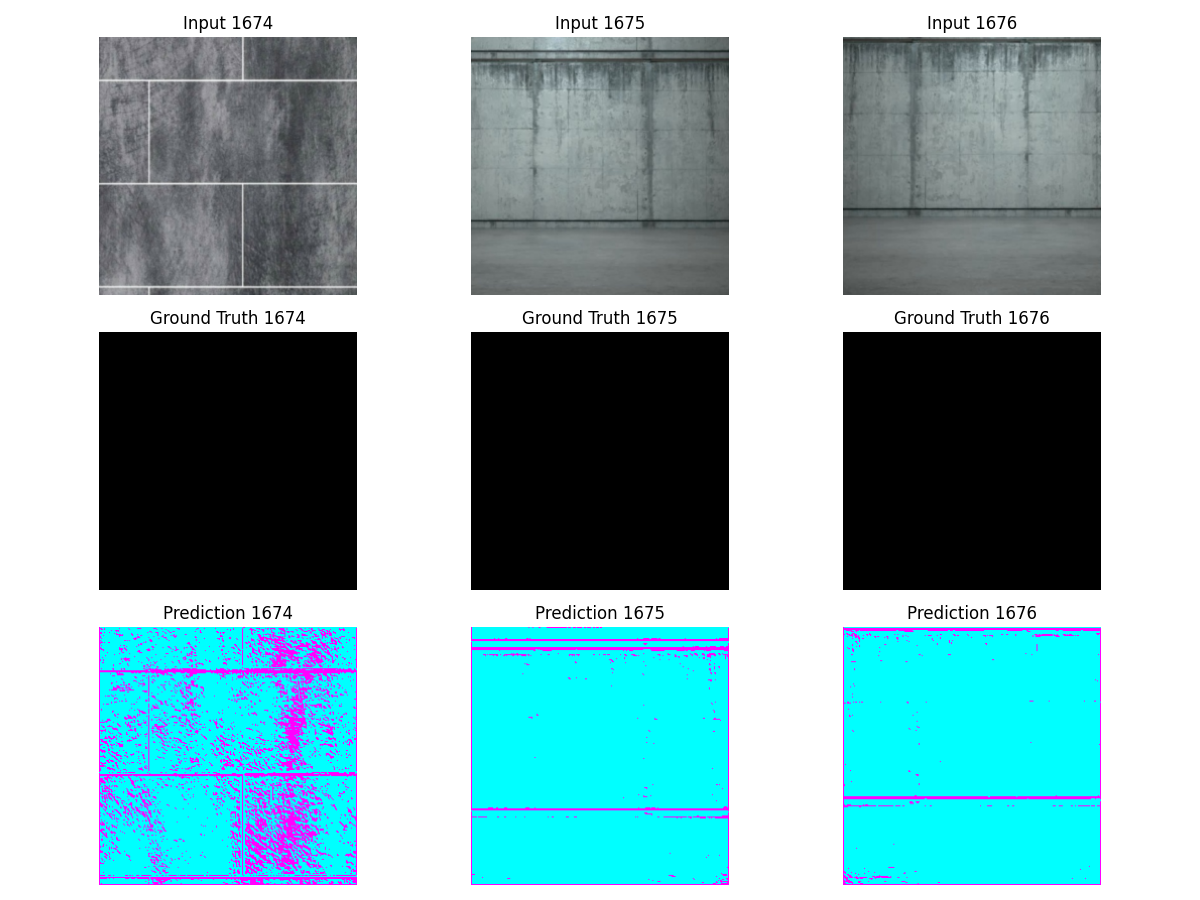 Input 1674
Input 1675
Input 1676
Ground Truth 1674
Ground Truth 1675
Ground Truth 1676
Prediction 1674
Prediction 1675
Prediction 1676